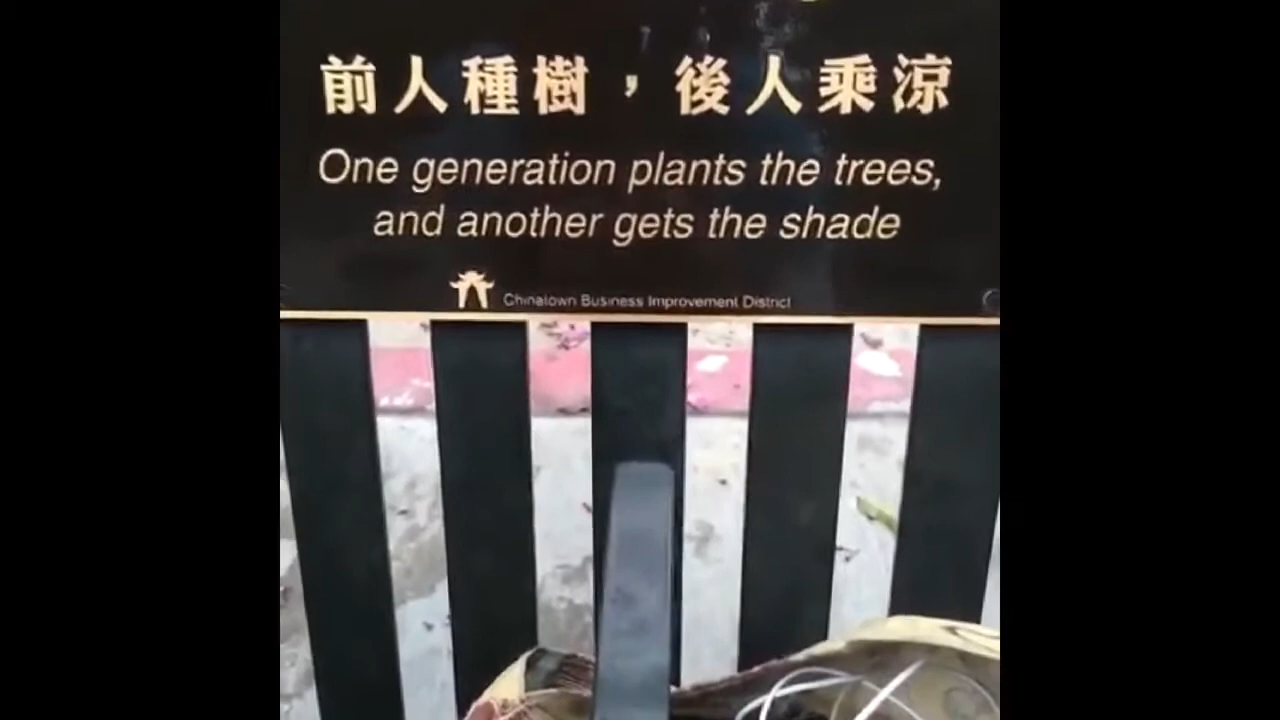 前人種樹，後人乘涼
One generation plants the trees,
and another gets the shade
Chinatown Business Improvement District